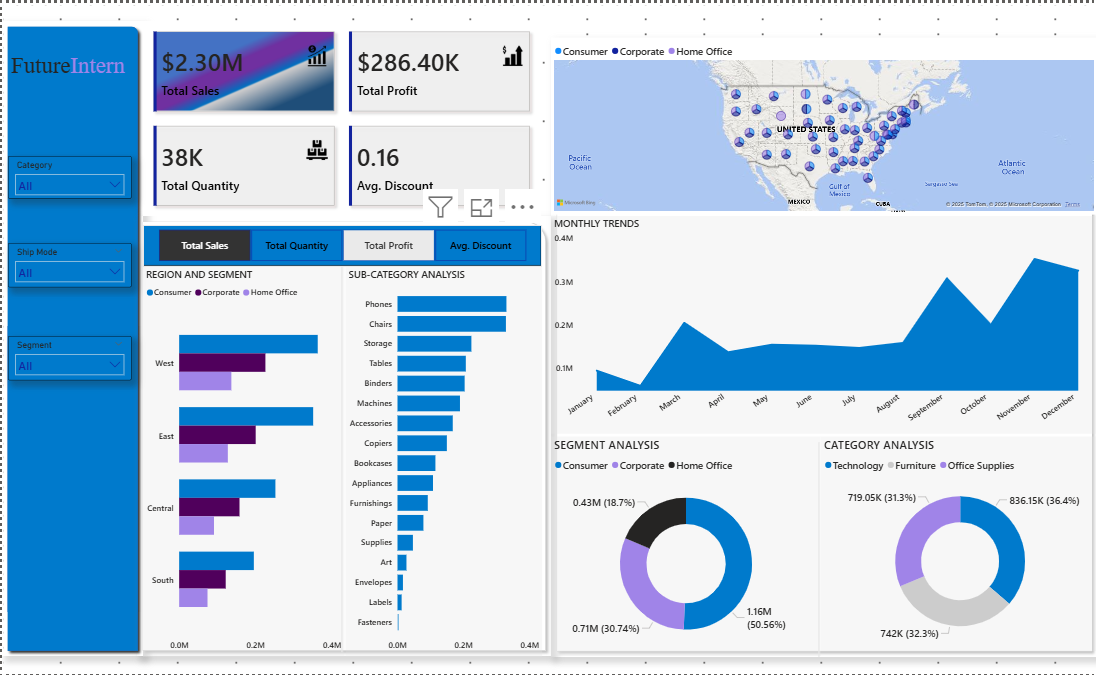 FutureIntern
Category
All
Ship Mode
All
Segment
All
$2.30M
Total Sales
$286.40K
Total Profit
38K
Total Quantity
0.16
Avg. Discount
Total Sales
Total Quantity
Total Profit
Avg. Discount
REGION AND SEGMENT
Consumer Corporate Home Office
West
East
Central
South
0.0M 0.2M 0.4M
SUB-CATEGORY ANALYSIS
Phones
Chairs
Storage
Tables
Binders
Machines
Accessories
Copiers
Bookcases
Appliances
Furnishings
Paper
Supplies
Art
Envelopes
Labels
Fasteners
0.0M 0.2M 0.4M
Consumer Corporate Home Office
UNITED STATES
Pacific
Ocean
Atlantic
Ocean
Gulf of
Mexico
Sargasso Sea
MEXICO
CUBA
Microsoft Bing
© 2025 TomTom, © 2025 Microsoft Corporation Terms
MONTHLY TRENDS
0.4M
0.3M
0.2M
0.1M
January February March April May June July August September October November December
SEGMENT ANALYSIS
Consumer Corporate Home Office
0.43M (18.7%)
0.71M (30.74%)
1.16M
(50.56%)
CATEGORY ANALYSIS
Technology Furniture Office Supplies
719.05K (31.3%)
836.15K (36.4%)
742K (32.3%)